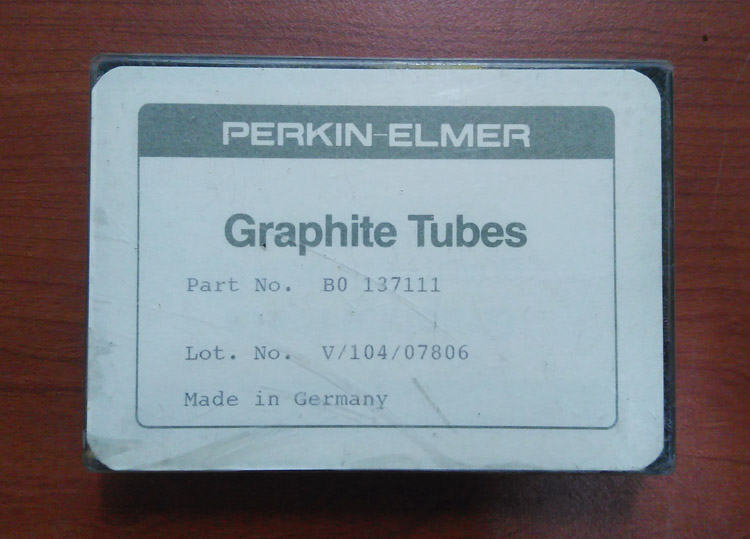 PERKIN-ELMER
Graphite Tubes
Part No. B0 137111
Lot. No. V/104/07806
Made in Germany